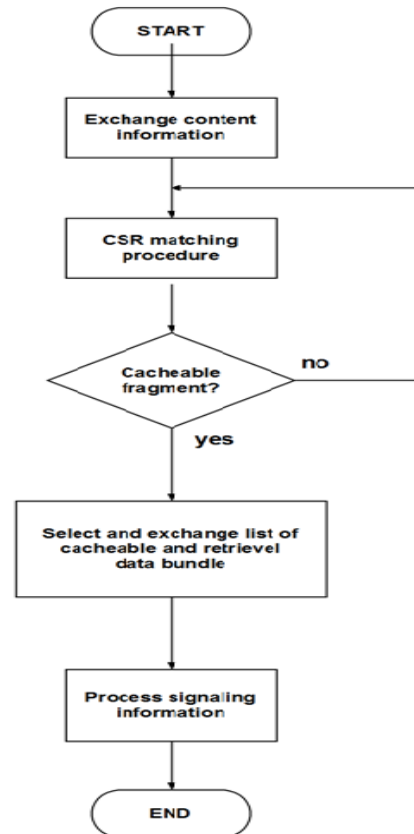 START
Exchange content
information
CSR matching
procedure
Cacheable
fragment?
no
yes
Select and exchange list of
cacheable and retrievel
data bundle
Process signaling
information
END